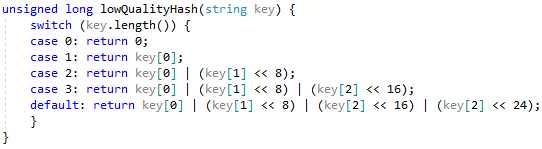 unsigned long lowQualityHash(string key) {
switch (key.length()) {
case 0: return 0;
case 1: return key[0];
case 2: return key[0] | (key[1] << 8);
case 3: return key[0] | (key[1] << 8) | (key[2] << 16);
default: return key[0] | (key[1] << 8) | (key[2] << 16) | (key[2] << 24);
}
}